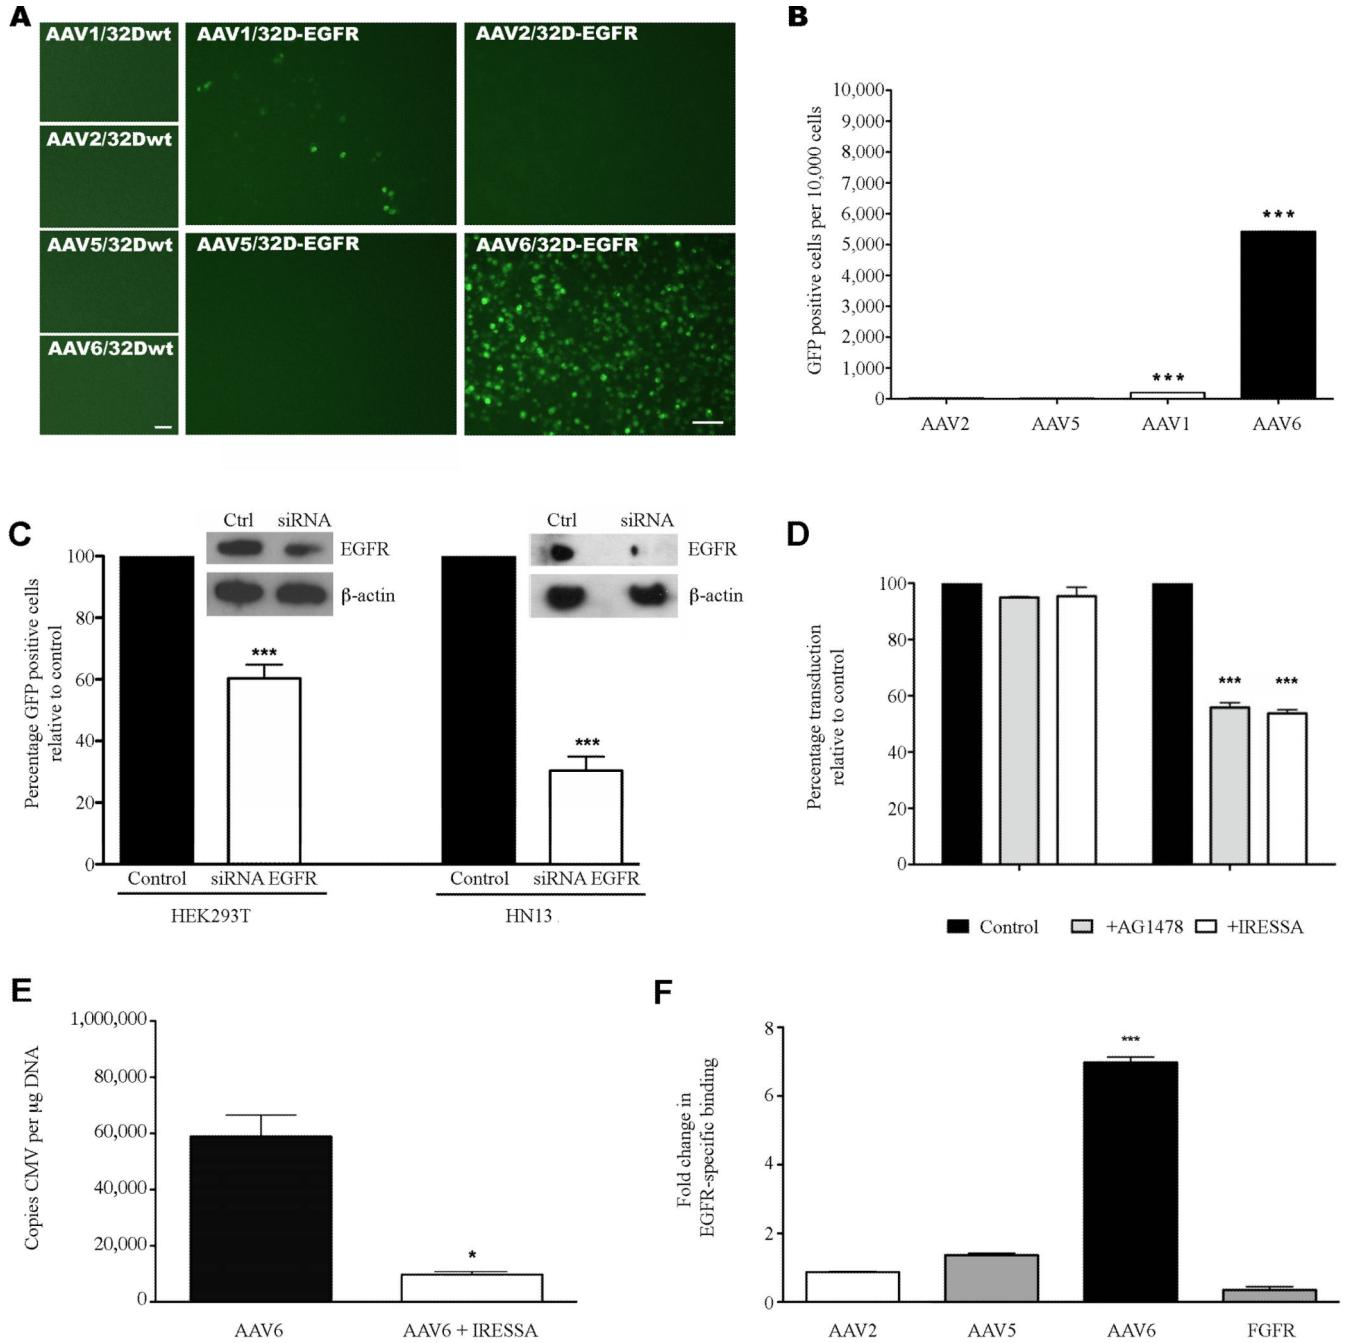 A
AAV1/32Dwt
AAV1/32D-EGFR
AAV2/32D-EGFR
AAV2/32Dwt
AAV5/32Dwt
AAV5/32D-EGFR
AAV6/32D-EGFR
AAV6/32Dwt
B
GFP positive cells per 10,000 cells
10,000
9,000
8,000
7,000
6,000
5,000
4,000
3,000
2,000
1,000
0
***
***
AAV2 AAV5 AAV1 AAV6
C
Percentage GFP positive cells
relative to control
100
80
60
40
20
0
Ctrl siRNA
EGFR
β-actin
***
Ctrl siRNA
EGFR
β-actin
***
Control siRNA EGFR Control siRNA EGFR
HEK293T HN13
D
Percentage transduction
relative to control
100
80
60
40
20
0
*** ***
Control +AG1478 +IRESSA
E
Copies CMV per µg DNA
1,000,000
80,000
60,000
40,000
20,000
0
*
AAV6 AAV6 + IRESSA
F
Fold change in
EGFR-specific binding
8
6
4
2
0
***
AAV2 AAV5 AAV6 FGFR